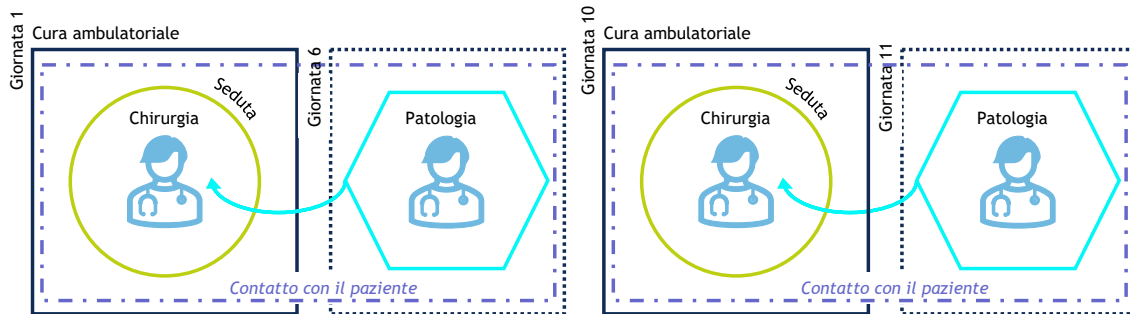 Giornata 1
Cura ambulatoriale
Seduta
Chirurgia
Giornata 6
Patologia
Contatto con il paziente
Giornata 10
Cura ambulatoriale
Seduta
Chirurgia
Giornata 11
Patologia
Contatto con il paziente